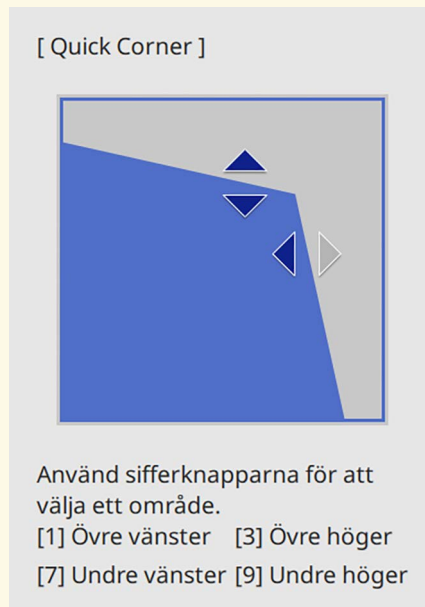 [ Quick Corner ]
Använd sifferknapparna för att
välja ett område.
[1] Övre vänster [3] Övre höger
[7] Undre vänster [9] Undre höger